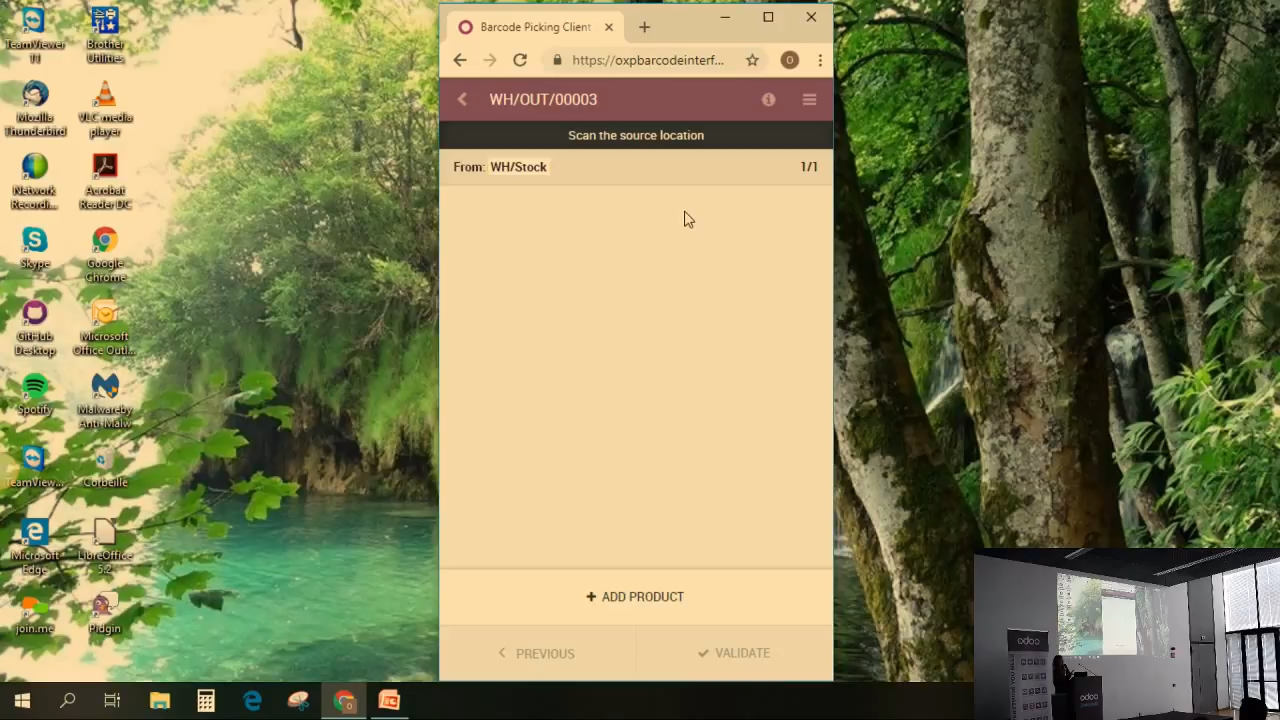 TeamViewer
11
Brother
Utilities
Mozilla
Thunderbird
VLC media
player
Network
Recordi...
Acrobat
Reader DC
Skype
Google
Chrome
GitHub
Desktop
Microsoft
Office Outl...
Spotify
Malwareby
Anti-Malw
TeamView...
Corbeille
Microsoft
Edge
LibreOffice
5.2
join.me
Pidgin
Barcode Picking Client
https://oxpbarcodeinterf...
O
WH/OUT/00003
Scan the source location
From: WH/Stock
1/1
ADD PRODUCT
PREVIOUS
VALIDATE
odoo
odoo